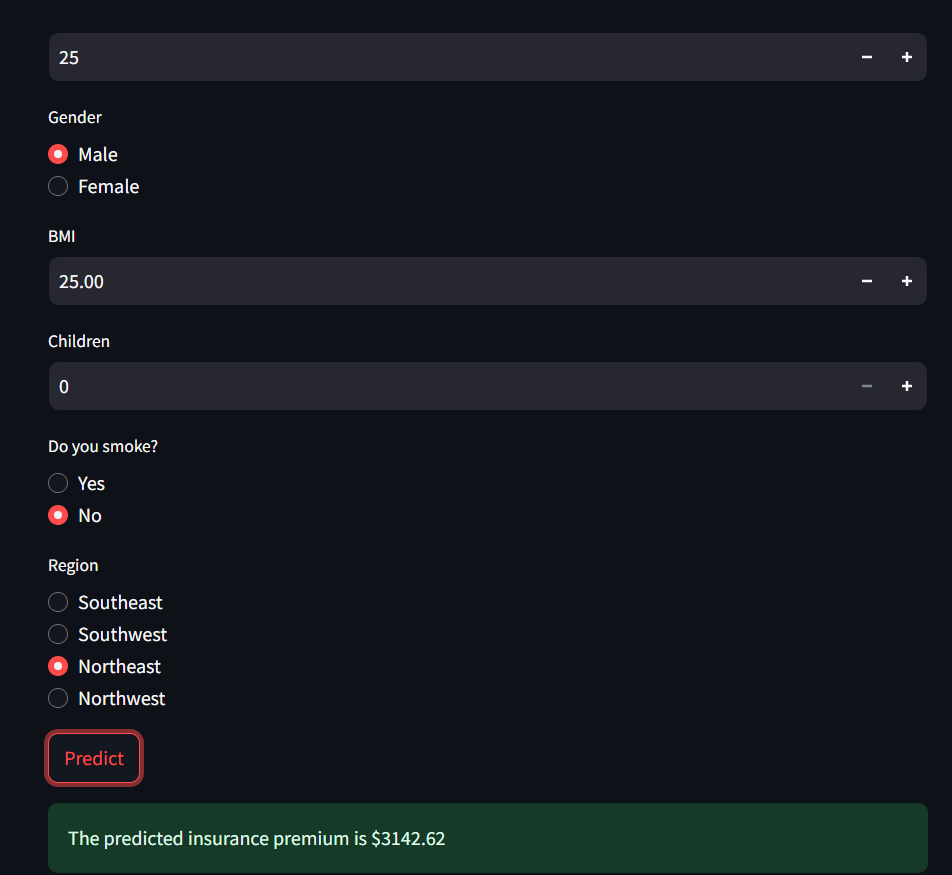 25
Gender
Male
Female
BMI
25.00
Children
0
Do you smoke?
Yes
No
Region
Southeast
Southwest
Northeast
Northwest
Predict
The predicted insurance premium is $3142.62